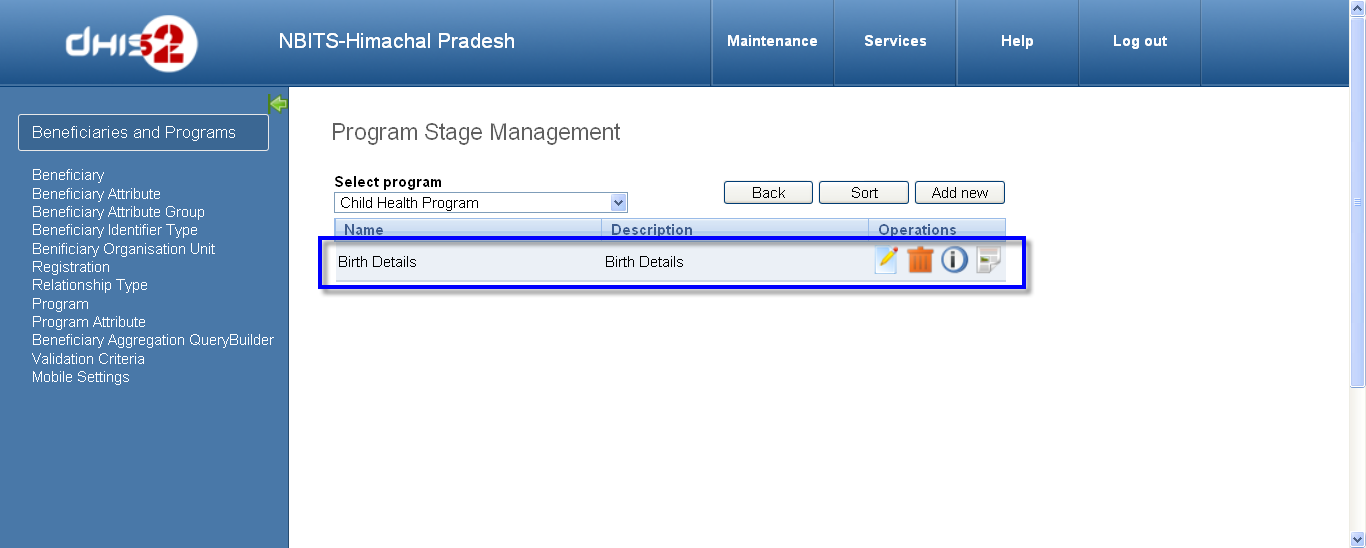 dHIS2
NBITS-Himachal Pradesh
Maintenance
Services
Help
Log out
Beneficiaries and Programs
Beneficiary
Beneficiary Attribute
Beneficiary Attribute Group
Beneficiary Identifier Type
Benificiary Organisation Unit
Registration
Relationship Type
Program
Program Attribute
Beneficiary Aggregation QueryBuilder
Validation Criteria
Mobile Settings
Program Stage Management
Select program
Child Health Program
Back
Sort
Add new
Name Description Operations
Birth Details Birth Details